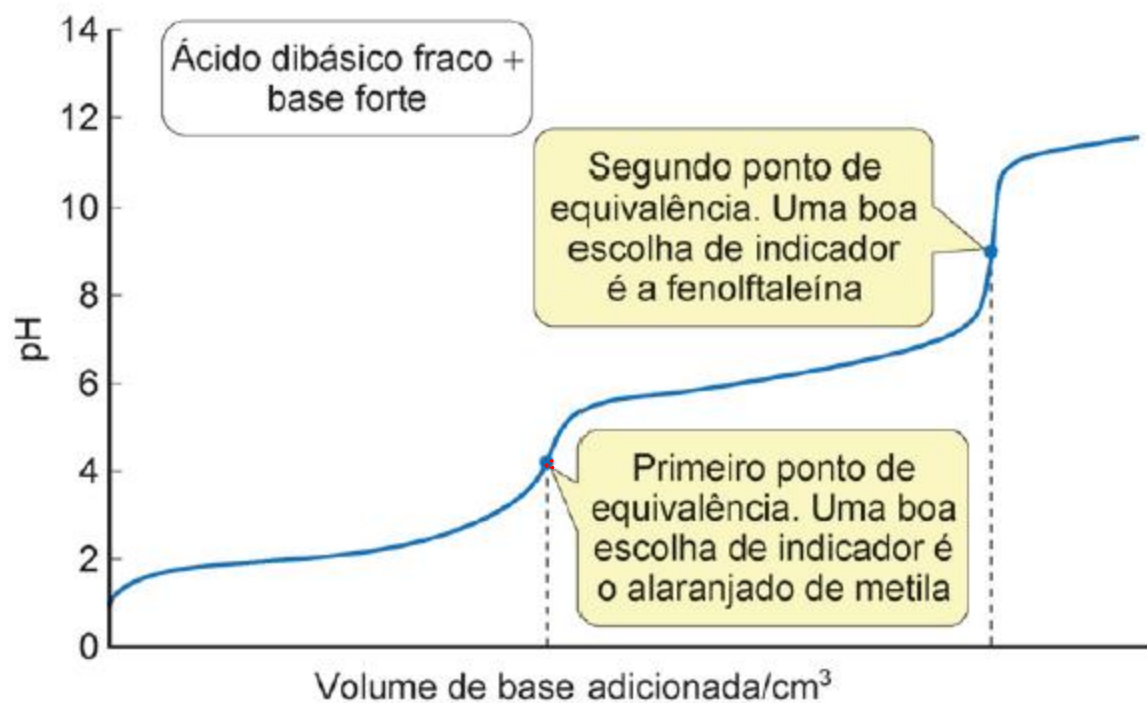 14
12
10
8
6
4
2
0
pH
Ácido dibásico fraco +
base forte
Segundo ponto de
equivalência. Uma boa
escolha de indicador
é a fenolftaleína
Primeiro ponto de
equivalência. Uma boa
escolha de indicador é
o alaranjado de metila
Volume de base adicionada/cm³